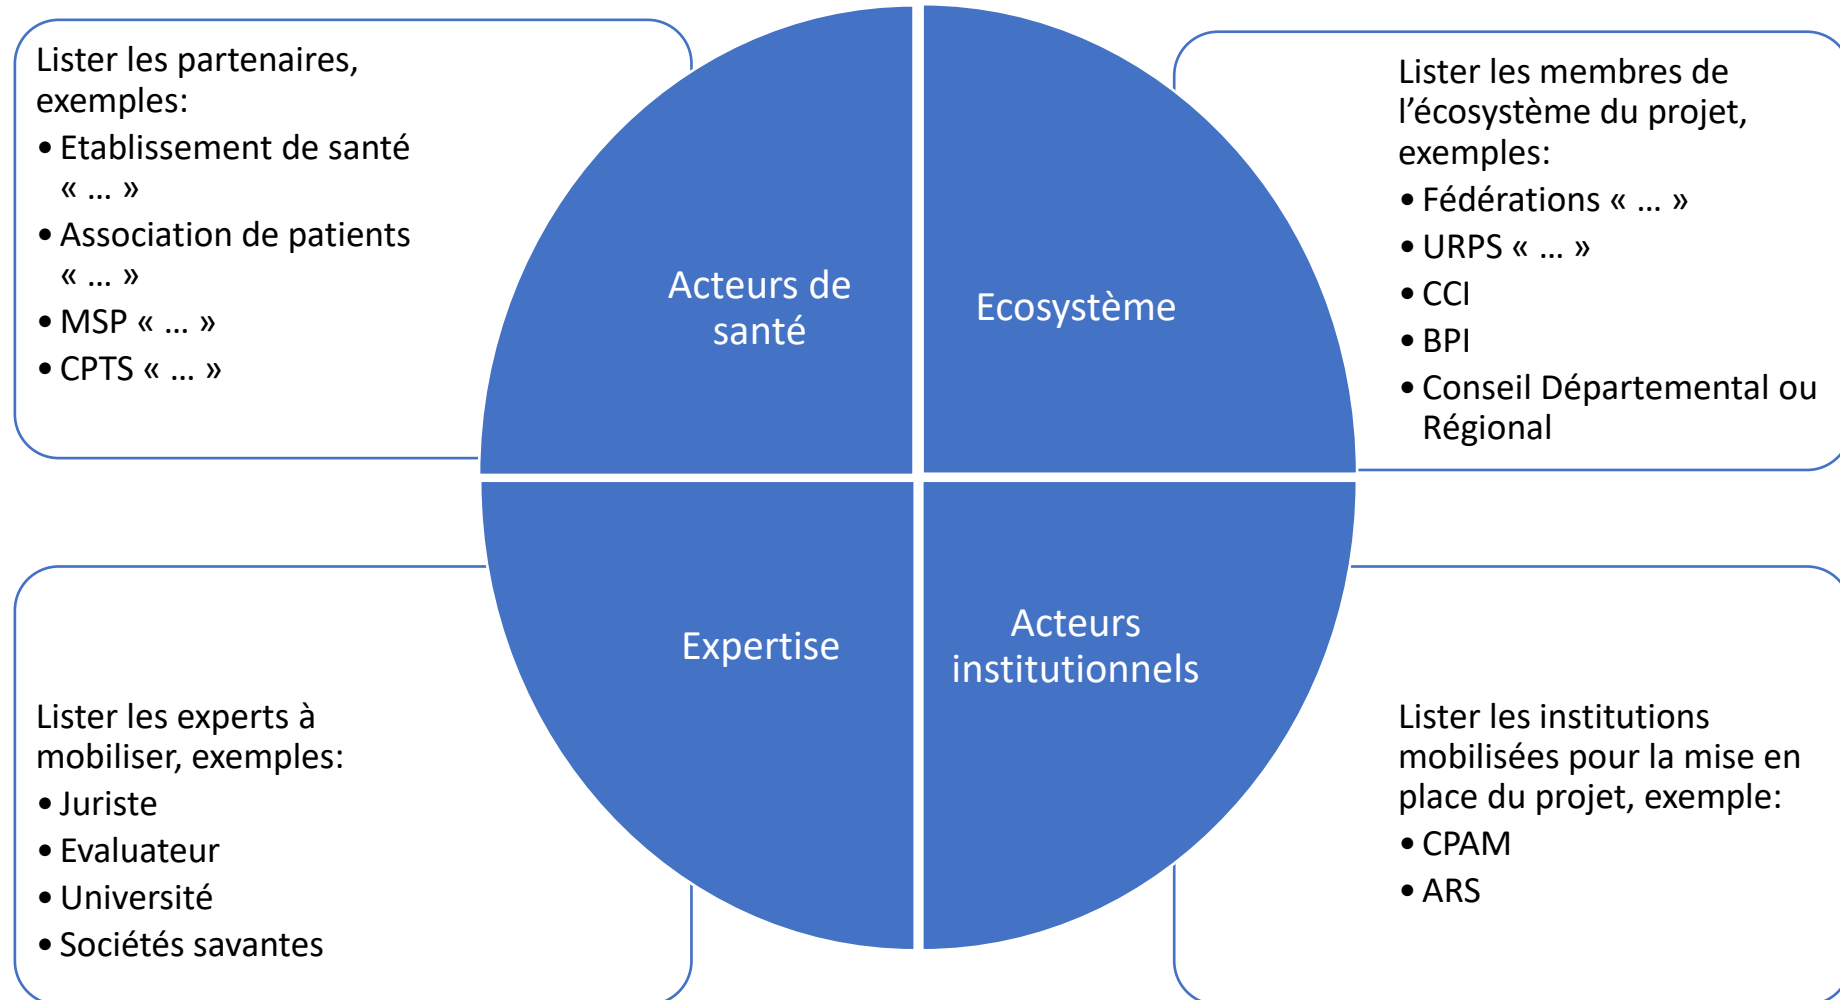 Lister les partenaires,
exemples:
• Etablissement de santé
« ... »
• Association de patients
« ... »
• MSP « ... »
• CPTS « ... »
Acteurs de
santé
Ecosystème
Lister les membres de
l’écosystème du projet,
exemples:
• Fédérations « ... »
• URPS « ... »
• CCI
• BPI
• Conseil Départemental ou
Régional
Lister les experts à
mobiliser, exemples:
• Juriste
• Evaluateur
• Université
• Sociétés savantes
Expertise
Acteurs
institutionnels
Lister les institutions
mobilisées pour la mise en
place du projet, exemple:
• CPAM
• ARS